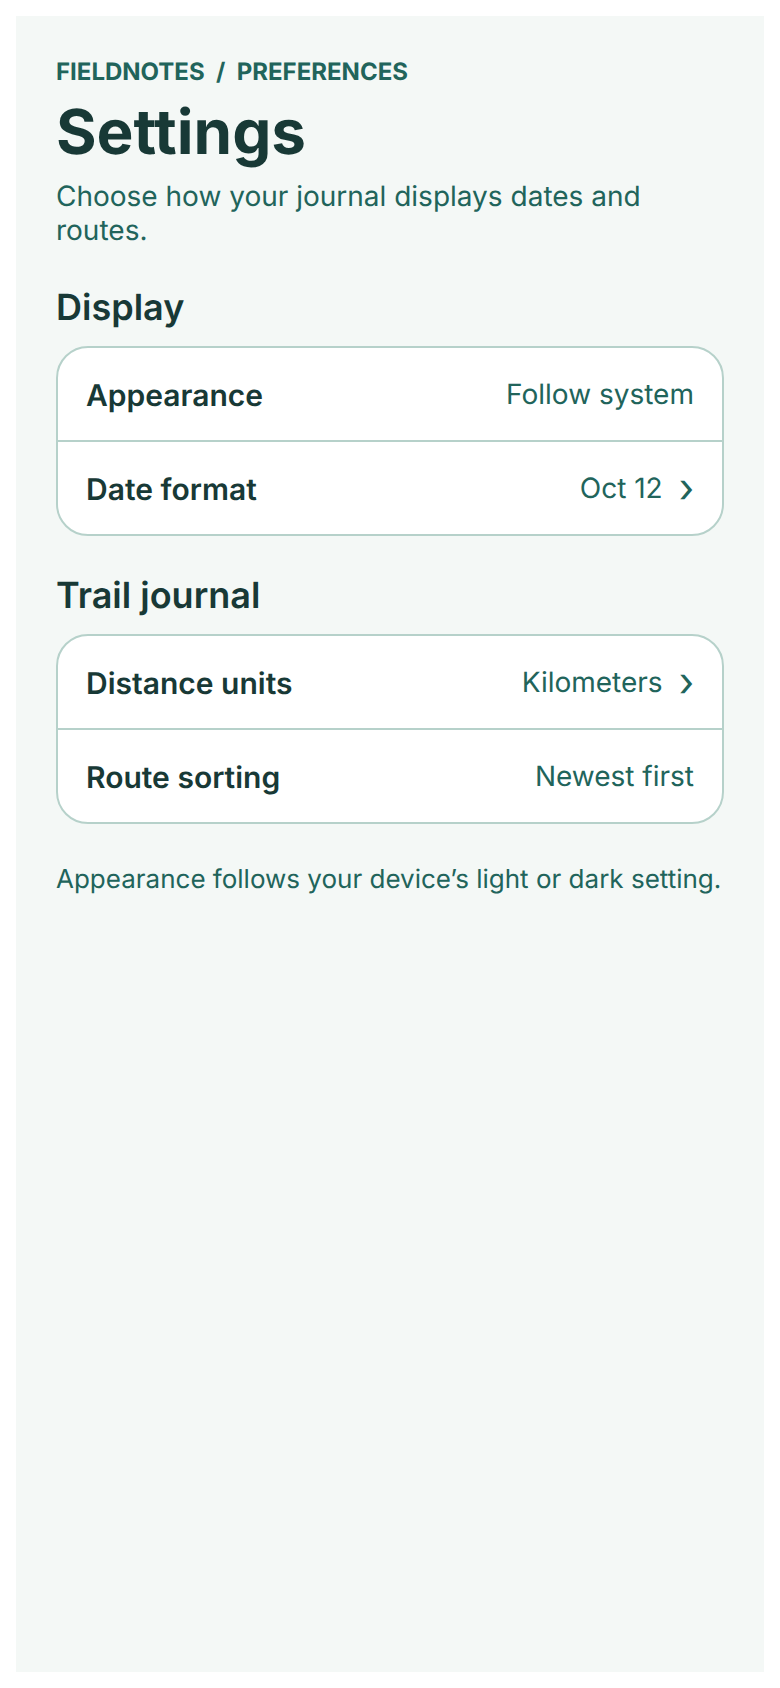 FIELDNOTES / PREFERENCES
Settings
Choose how your journal displays dates and
routes.
Display
Appearance Follow system
Date format Oct 12 ›
Trail journal
Distance units Kilometers ›
Route sorting Newest first
Appearance follows your device’s light or dark setting.